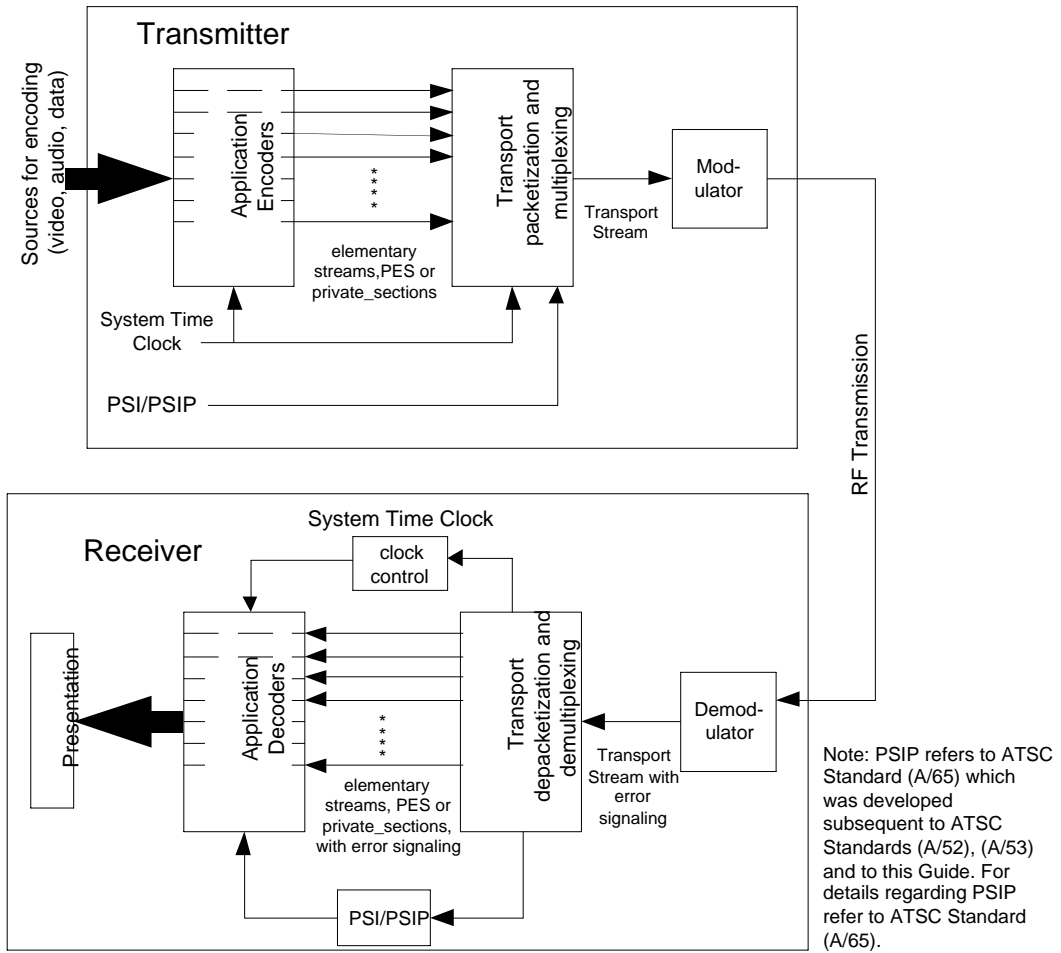 Transmitter
Sources for encoding
(video, audio, data)
Application
Encoders
****
elementary
streams,PES or
private_sections
Transport
packetization and
multiplexing
Transport
Stream
Mod-
ulator
System Time
Clock
PSI/PSIP
RF Transmission
Receiver
System Time Clock
clock
control
Presentation
Application
Decoders
****
elementary
streams, PES or
private_sections,
with error signaling
Transport
depacketization and
demultiplexing
Transport
Stream with
error
signaling
Demod-
ulator
PSI/PSIP
Note: PSIP refers to ATSC
Standard (A/65) which
was developed
subsequent to ATSC
Standards (A/52), (A/53)
and to this Guide. For
details regarding PSIP
refer to ATSC Standard
(A/65).